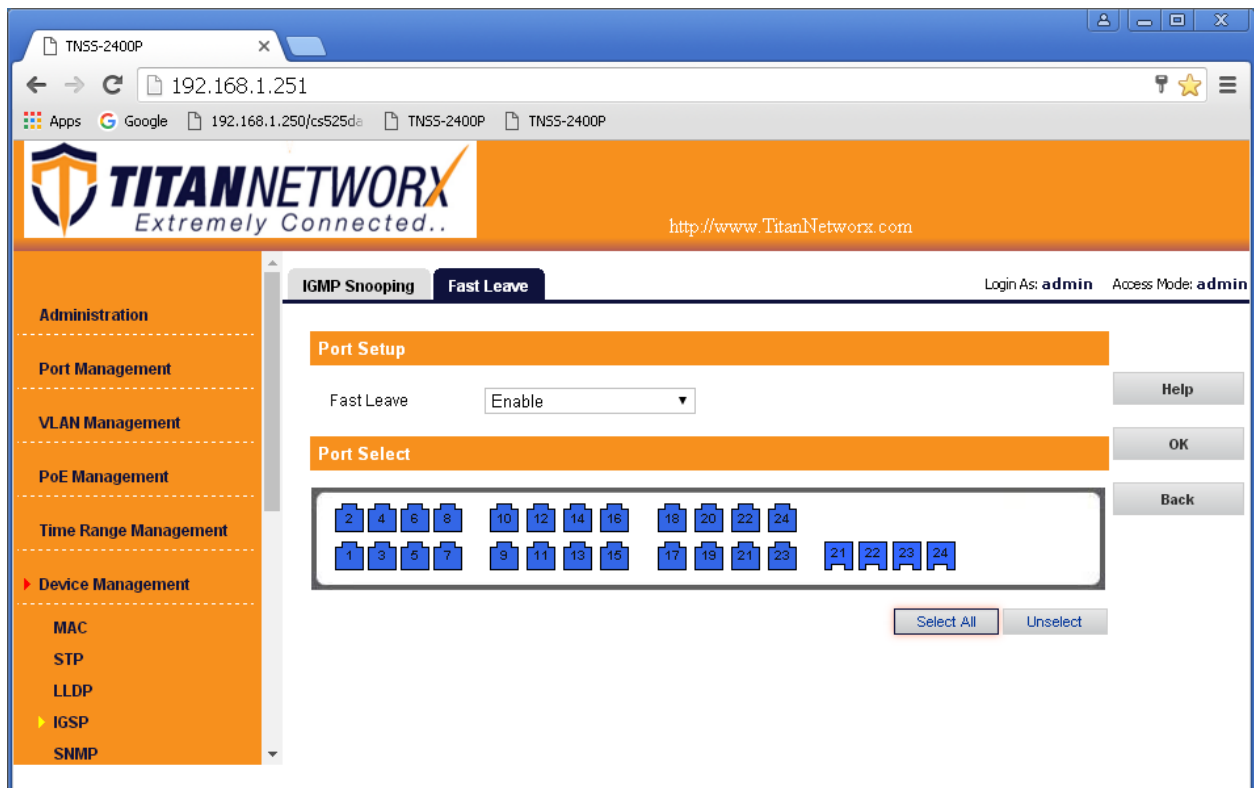 TNSS-2400P
192.168.1.251
Apps Google 192.168.1.250/cs525da TNSS-2400P TNSS-2400P
TITANNETWORX
Extremely Connected..
http://www.TitanNetworx.com
IGMP Snooping Fast Leave Login As: admin Access Mode: admin
Administration
Port Management
VLAN Management
PoE Management
Time Range Management
Device Management
MAC
STP
LLDP
IGSP
SNMP
Port Setup
Fast Leave Enable
Port Select
2 4 6 8 10 12 14 16 18 20 22 24
1 3 5 7 9 11 13 15 17 19 21 23 21 22 23 24
Select All Unselect
Help
OK
Back